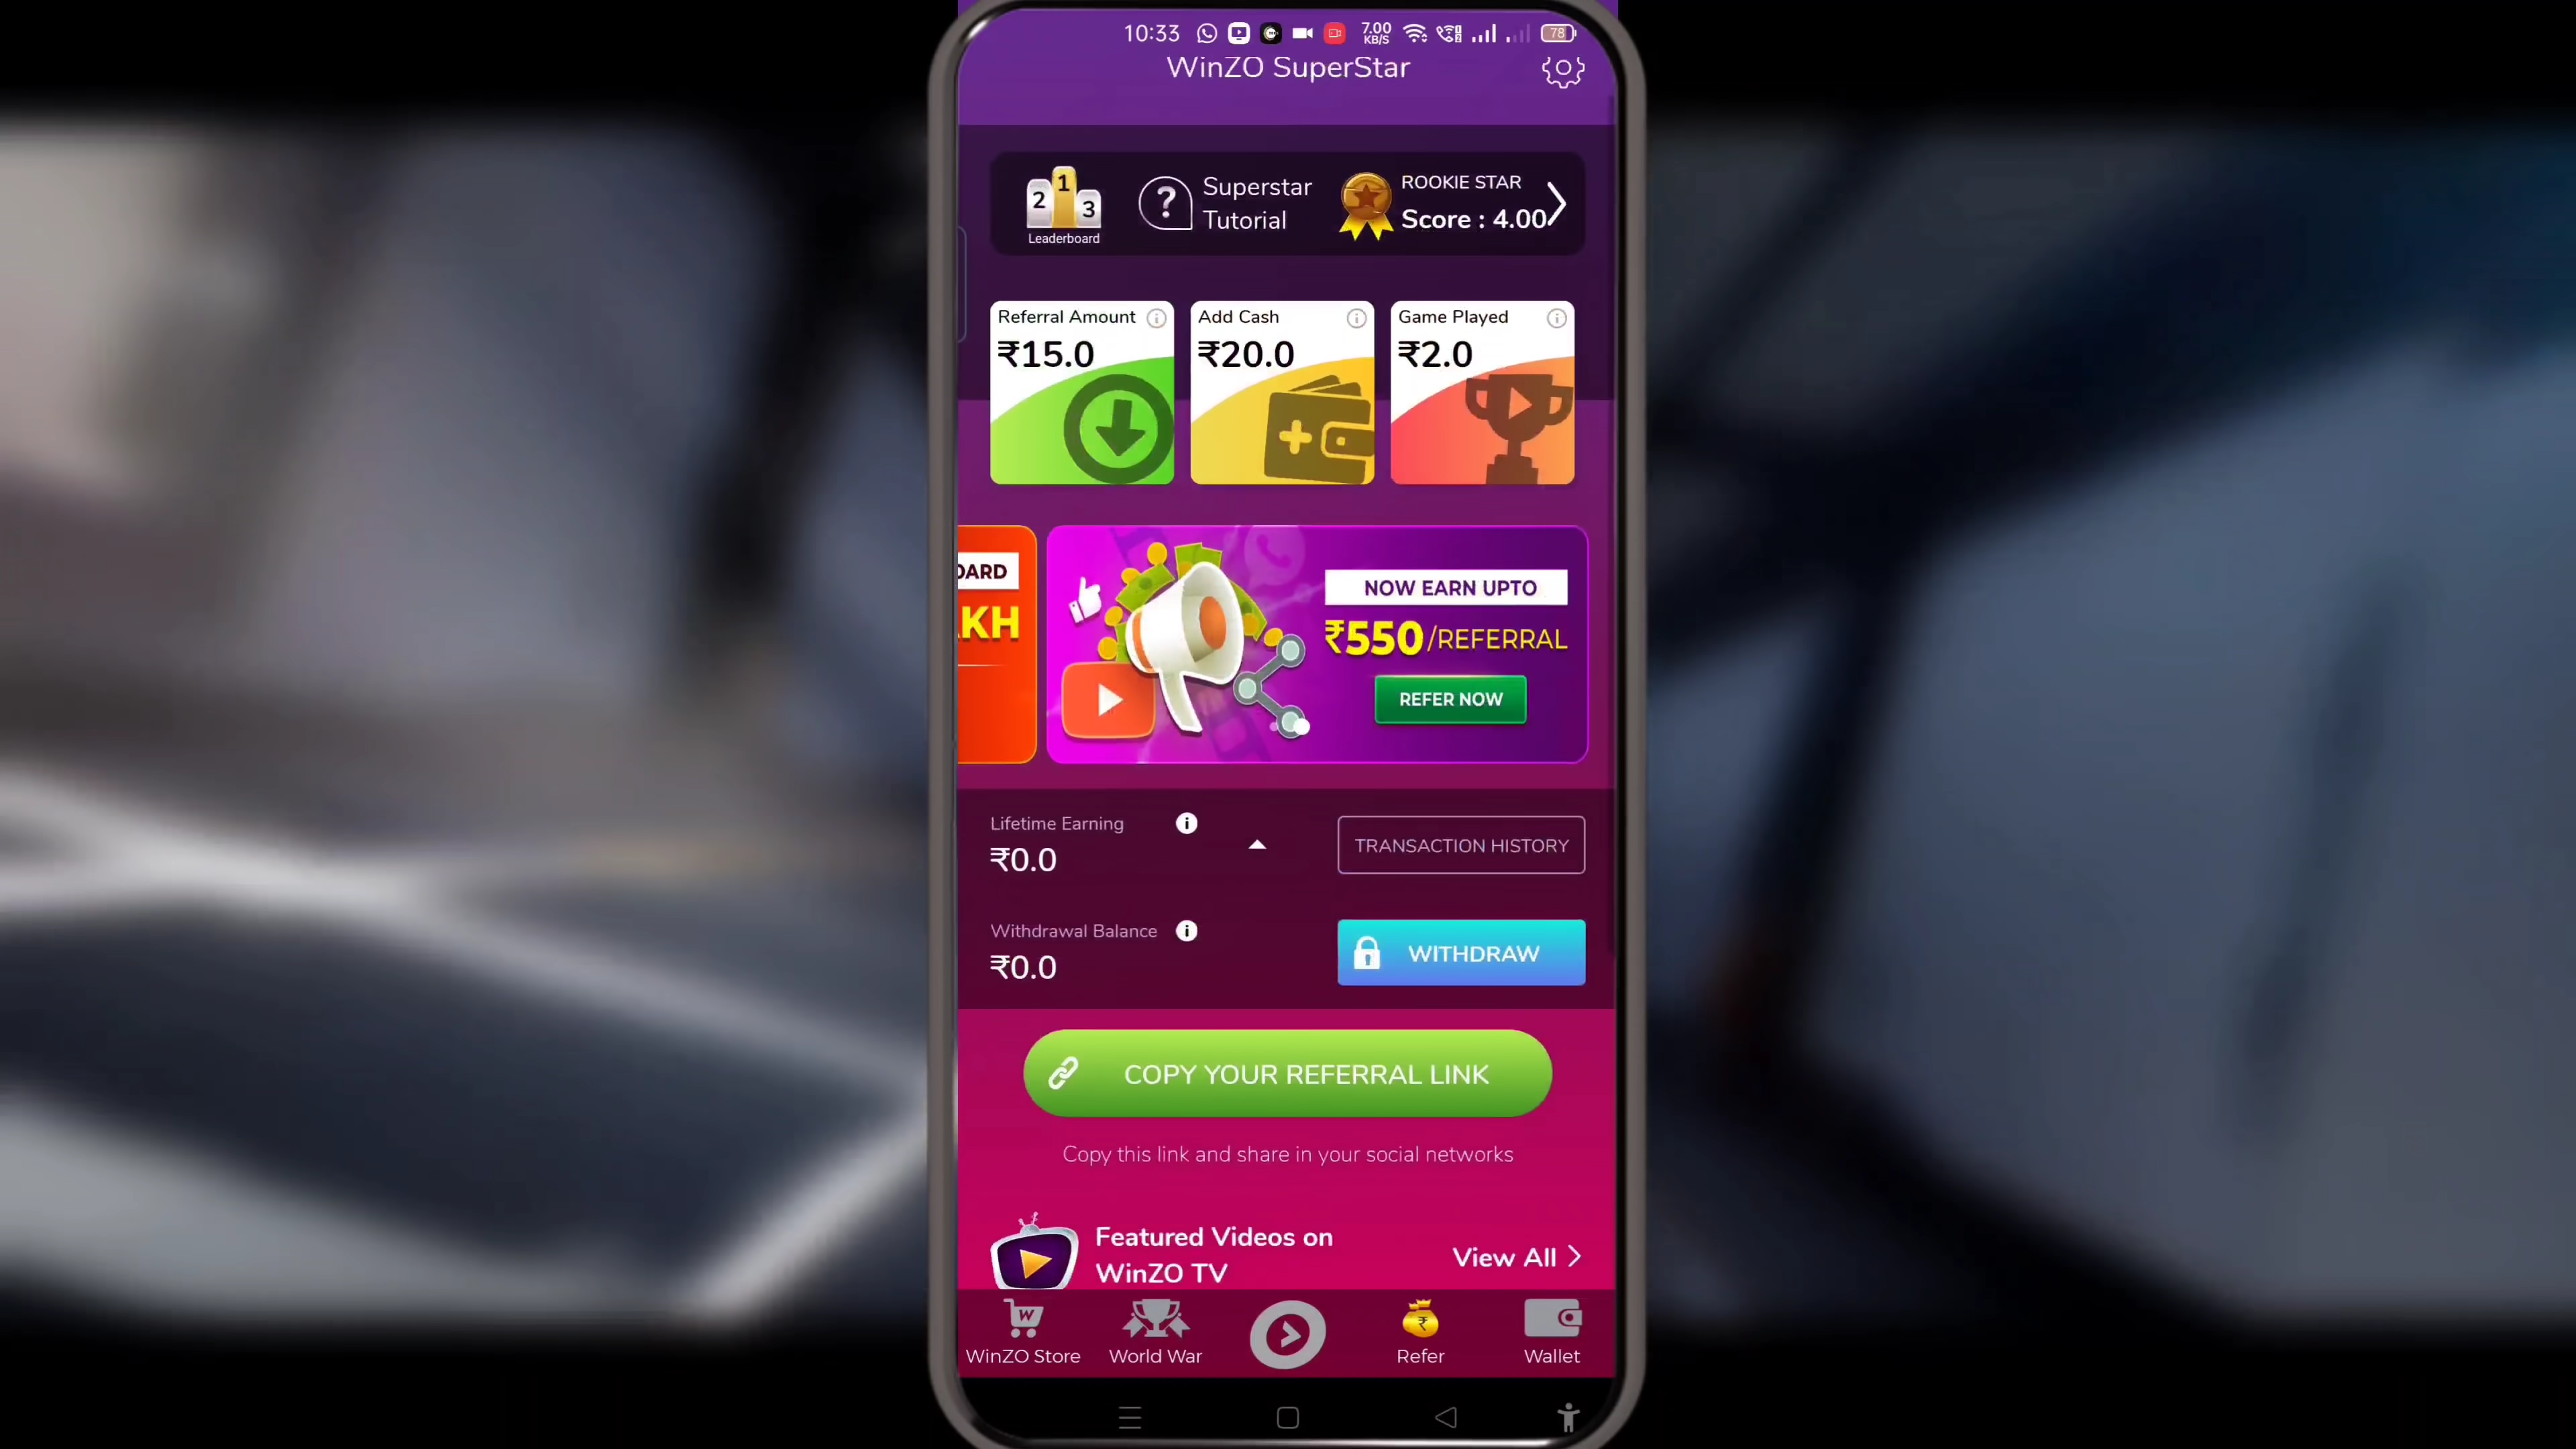 10:33 7.00 KB/S 78
WinZO SuperStar
2 1 3
Leaderboard
?
Superstar
Tutorial
ROOKIE STAR
Score : 4.00
Referral Amount
₹15.0
Add Cash
₹20.0
Game Played
₹2.0
OARD
KH
NOW EARN UPTO
₹550/REFERRAL
REFER NOW
Lifetime Earning
₹0.0
TRANSACTION HISTORY
Withdrawal Balance
₹0.0
WITHDRAW
COPY YOUR REFERRAL LINK
Copy this link and share in your social networks
Featured Videos on
WinZO TV
View All
WinZO Store
World War
Refer
Wallet